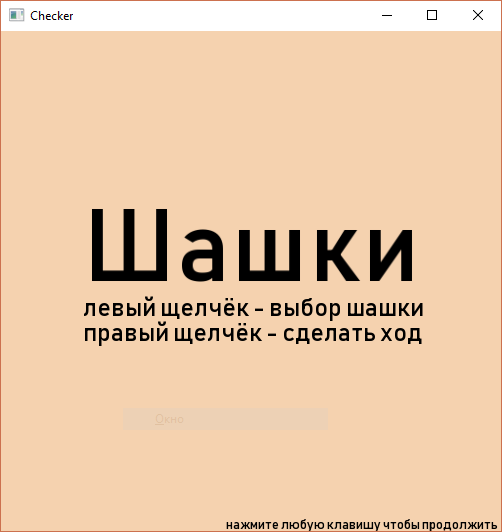 Checker
Шашки
левый щелчёк - выбор шашки
правый щелчёк - сделать ход
Окно
нажмите любую клавишу чтобы продолжить